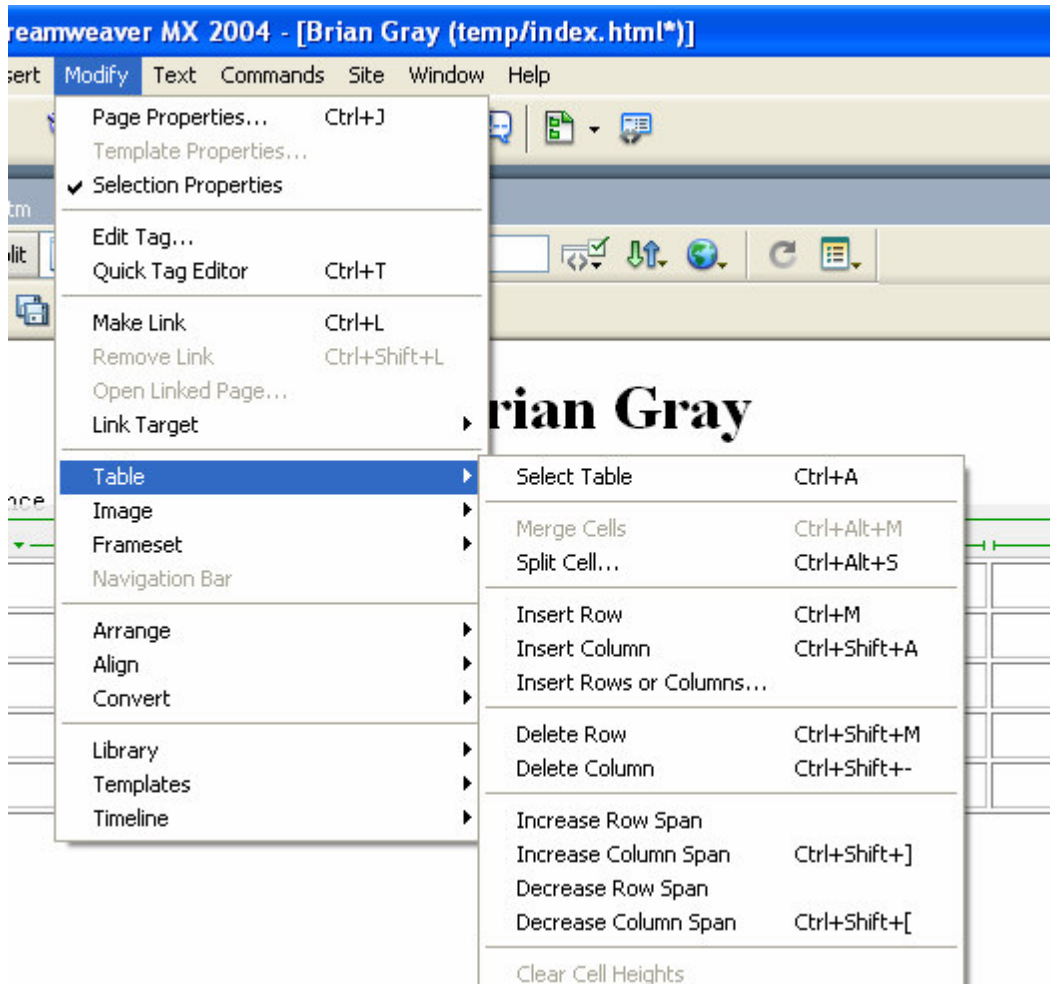 reamweaver MX 2004 - [Brian Gray (temp/index.html*)]
sert Modify Text Commands Site Window Help
Page Properties... Ctrl+J
Template Properties...
Selection Properties
tm
Edit Tag...
lit
Quick Tag Editor Ctrl+T
Make Link Ctrl+L
Remove Link Ctrl+Shift+L
Open Linked Page...
Link Target
rian Gray
Table
nce
Image
Frameset
Navigation Bar
Arrange
Align
Convert
Library
Templates
Timeline
Select Table Ctrl+A
Merge Cells Ctrl+Alt+M
Split Cell... Ctrl+Alt+S
Insert Row Ctrl+M
Insert Column Ctrl+Shift+A
Insert Rows or Columns...
Delete Row Ctrl+Shift+M
Delete Column Ctrl+Shift+-
Increase Row Span
Increase Column Span Ctrl+Shift+]
Decrease Row Span
Decrease Column Span Ctrl+Shift+[
Clear Cell Heights